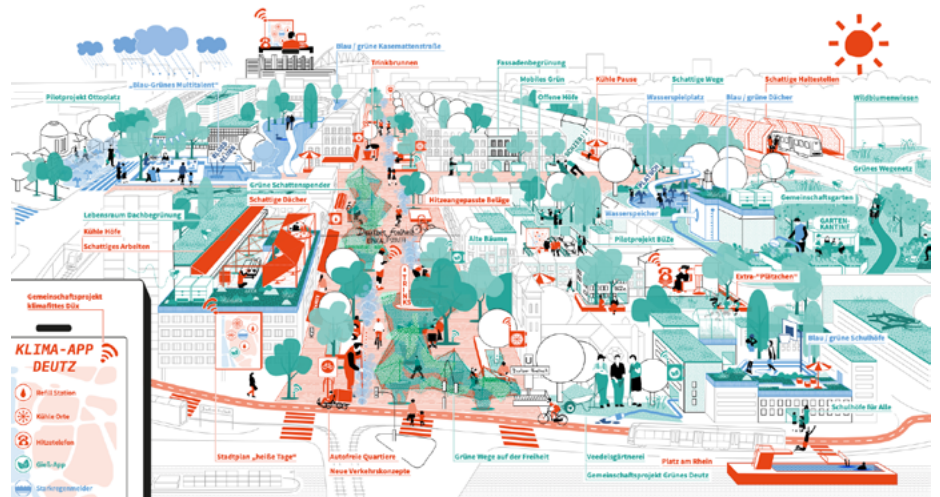 Blau / grüne Kasemattenstraße
Trinkbrunnen
„Blau-Grünes Multitalent“
Pilotprojekt Ottoplatz
Fassadenbegrünung
Mobiles Grün
Offene Höfe
Kühle Pause
Schattige Wege
Wasserspielplatz
Blau / grüne Dächer
Schattige Haltestellen
Wildblumenwiesen
Grünes Wegenetz
Grüne Schattenspender
Schattige Dächer
Hitzeangepasste Beläge
Lebensraum Dachbegrünung
Kühle Höfe
Schattiges Arbeiten
Alte Bäume
Wasserspeicher
Pilotprojekt BüZe
Gemeinschaftsgarten
GARTEN-
KANTINE
Extra-"Plätzchen"
Blau / grüne Schulhöfe
Schulhöfe für Alle
Gemeinschaftsprojekt
klimafittes Düx
KLIMA-APP
DEUTZ
Refill Station
Kühle Orte
Hitzetelefon
Gieß-App
Starkregenmelder
Stadtplan „heiße Tage“
Autofreie Quartiere
Neue Verkehrskonzepte
Grüne Wege auf der Freiheit
Veedelsgärtnerei
Gemeinschaftsprojekt Grünes Deutz
Platz am Rhein